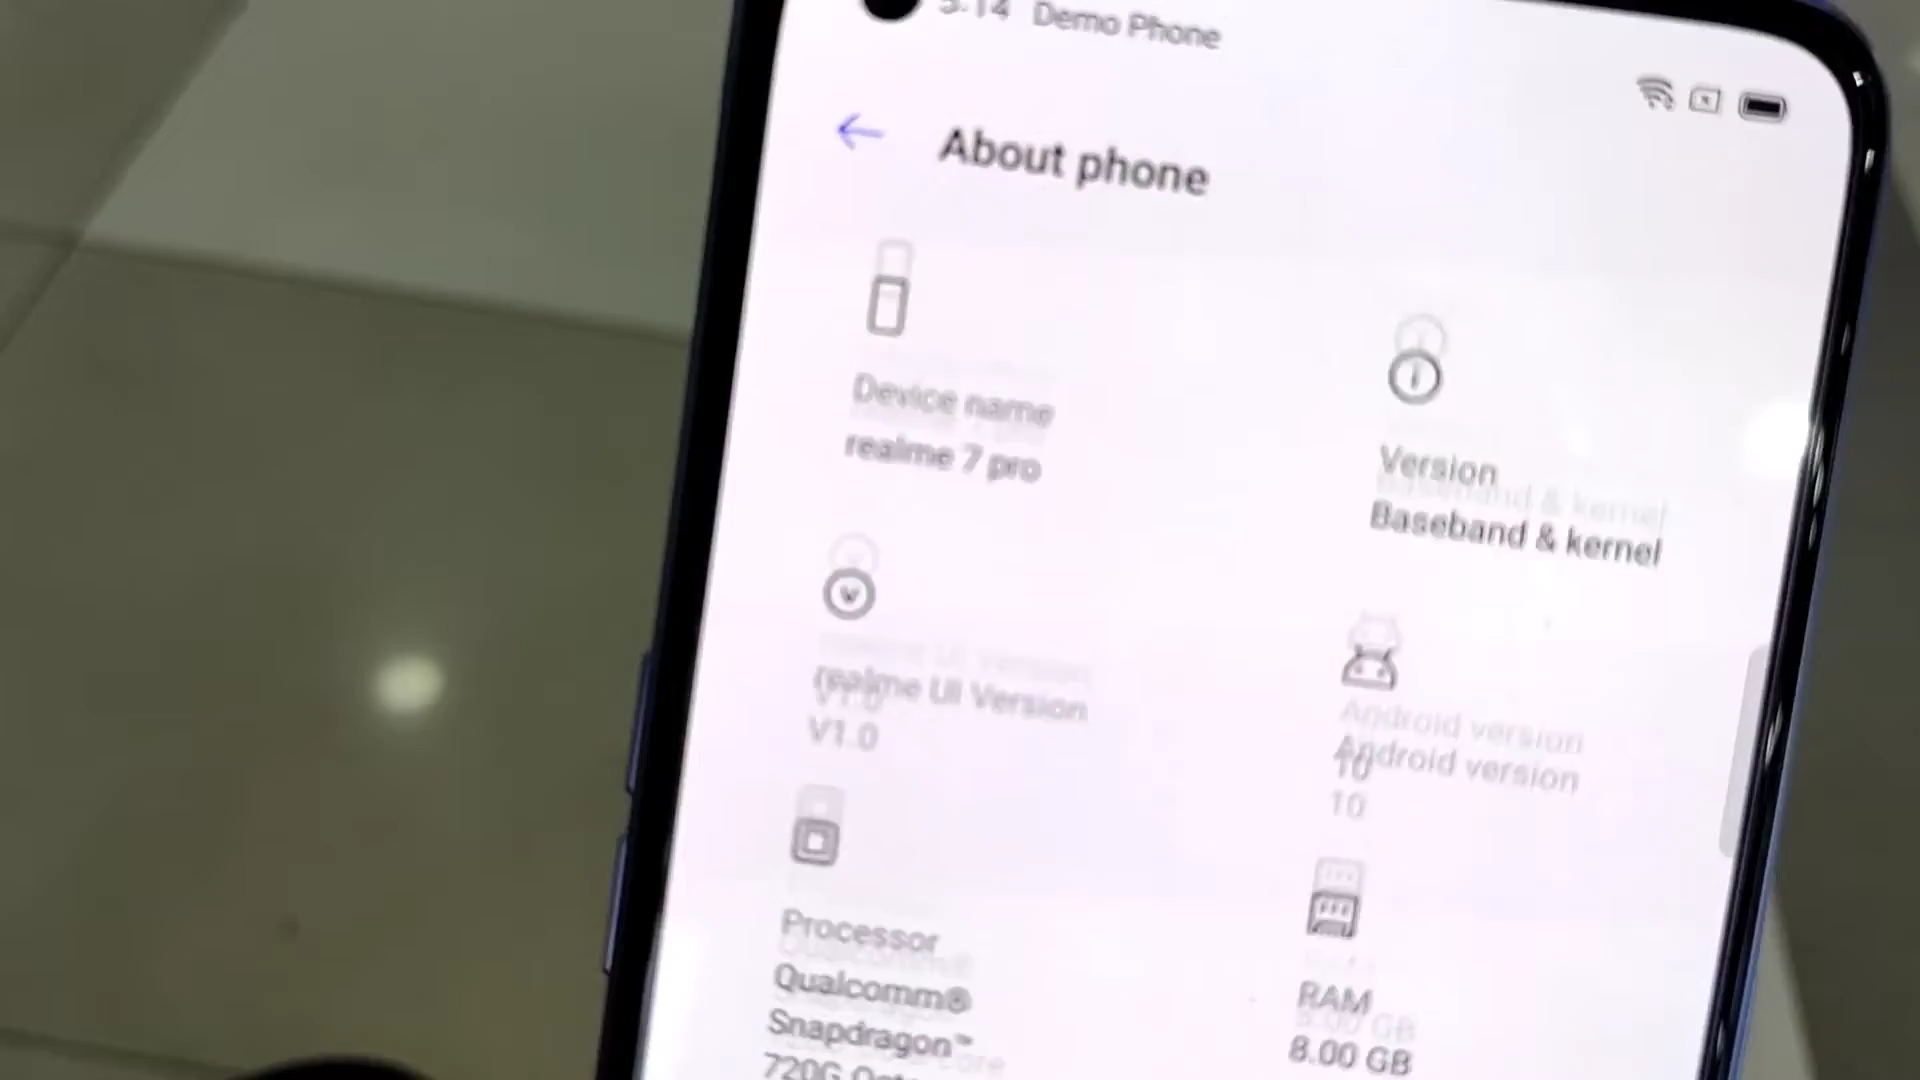 5:14 Demo Phone
About phone
Device name
realme 7 pro
Version
Baseband & kernel
realme UI Version
V1.0
Android version
10
Processor
Qualcomm®
Snapdragon™
720G
RAM
8.00 GB